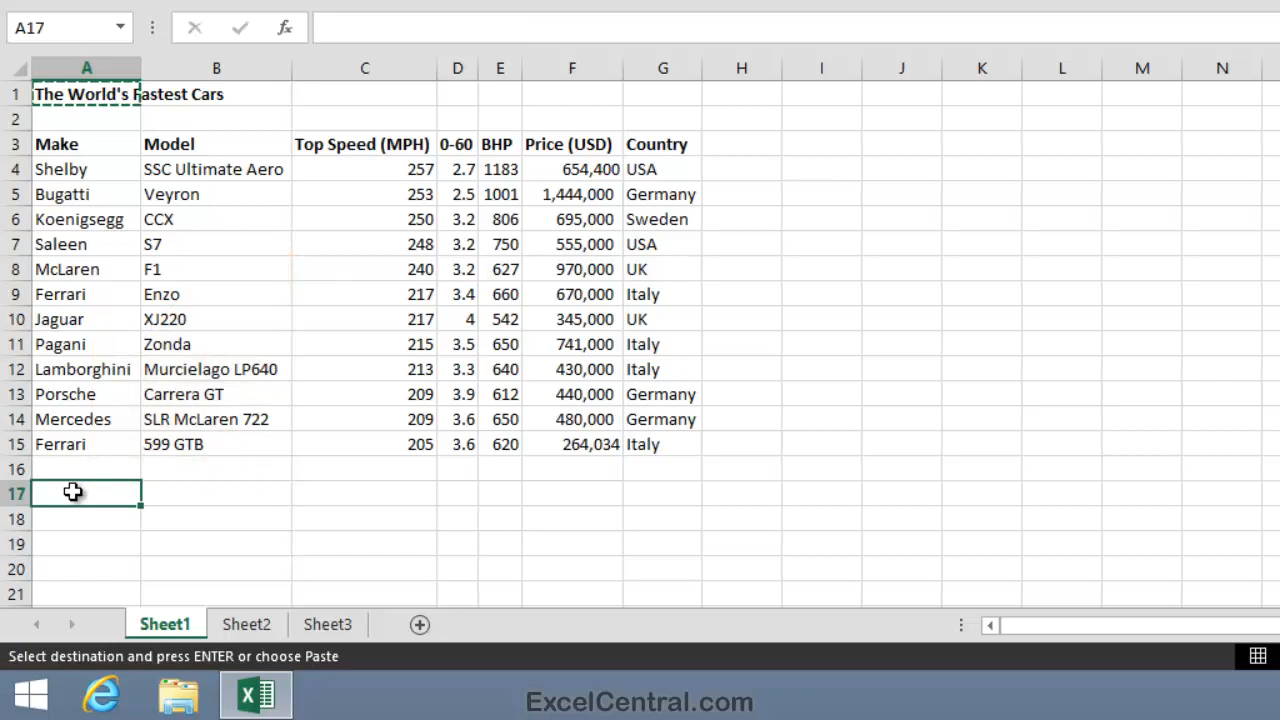 A17
fx
A B C D E F G H I J K L M N
1 The World's Fastest Cars
2
3 Make Model Top Speed (MPH) 0-60 BHP Price (USD) Country
4 Shelby SSC Ultimate Aero 257 2.7 1183 654,400 USA
5 Bugatti Veyron 253 2.5 1001 1,444,000 Germany
6 Koenigsegg CCX 250 3.2 806 695,000 Sweden
7 Saleen S7 248 3.2 750 555,000 USA
8 McLaren F1 240 3.2 627 970,000 UK
9 Ferrari Enzo 217 3.4 660 670,000 Italy
10 Jaguar XJ220 217 4 542 345,000 UK
11 Pagani Zonda 215 3.5 650 741,000 Italy
12 Lamborghini Murcielago LP640 213 3.3 640 430,000 Italy
13 Porsche Carrera GT 209 3.9 612 440,000 Germany
14 Mercedes SLR McLaren 722 209 3.6 650 480,000 Germany
15 Ferrari 599 GTB 205 3.6 620 264,034 Italy
16
17
18
19
20
21
Sheet1 Sheet2 Sheet3
Select destination and press ENTER or choose Paste
ExcelCentral.com